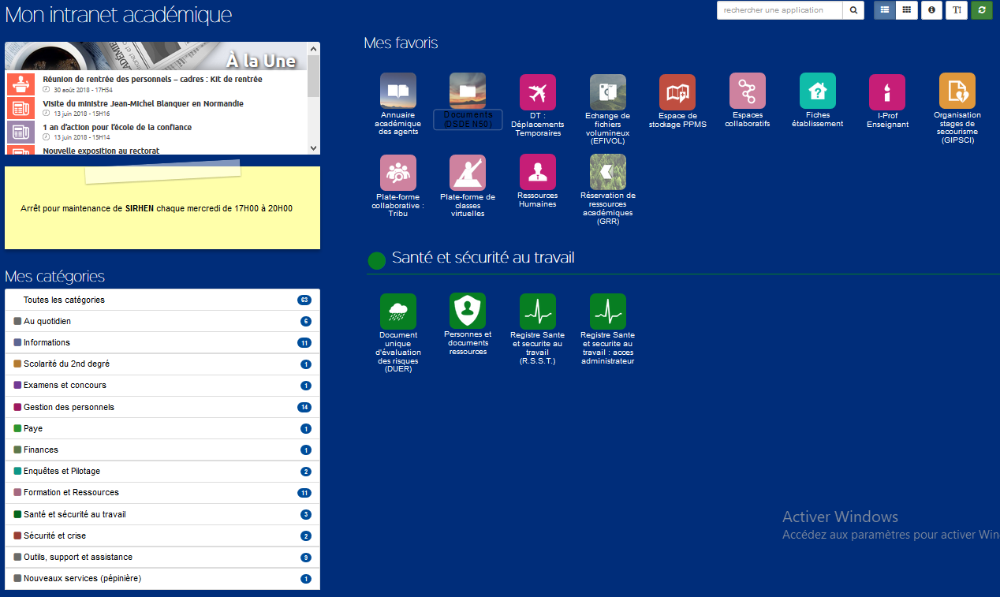 Mon intranet académique
rechercher une application
À la Une
Réunion de rentrée des personnels – cadres : Kit de rentrée
30 août 2018 - 17H54
Visite du ministre Jean-Michel Blanquer en Normandie
13 juin 2018 - 15H16
1 an d'action pour l'école de la confiance
13 juin 2018 - 15H14
Nouvelle exposition au rectorat
Arrêt pour maintenance de SIRHEN chaque mercredi de 17H00 à 20H00
Mes catégories
Toutes les catégories 63
Au quotidien 6
Informations 11
Scolarité du 2nd degré 1
Examens et concours 1
Gestion des personnels 14
Paye 1
Finances 1
Enquêtes et Pilotage 2
Formation et Ressources 11
Santé et sécurité au travail 3
Sécurité et crise 2
Outils, support et assistance 9
Nouveaux services (pépinière) 1
Mes favoris
Annuaire
académique
des agents
Documents
(DSDEN50)
DT :
Déplacements
Temporaires
Echange de
fichiers
volumineux
(EFIVOL)
Espace de
stockage PPMS
Espaces
collaboratifs
Fiches
établissement
I-Prof
Enseignant
Organisation
stages de
secourisme
(GIPSCI)
Plate-forme
collaborative :
Tribu
Plate-forme de
classes
virtuelles
Ressources
Humaines
Réservation de
ressources
académiques
(GRR)
Santé et sécurité au travail
Document
unique
d'évaluation
des risques
(DUER)
Personnes et
documents
ressources
Registre Sante
et securite au
travail
(R.S.S.T.)
Registre Sante
et securite au
travail : acces
administrateur
Activer Windows
Accédez aux paramètres pour activer Win